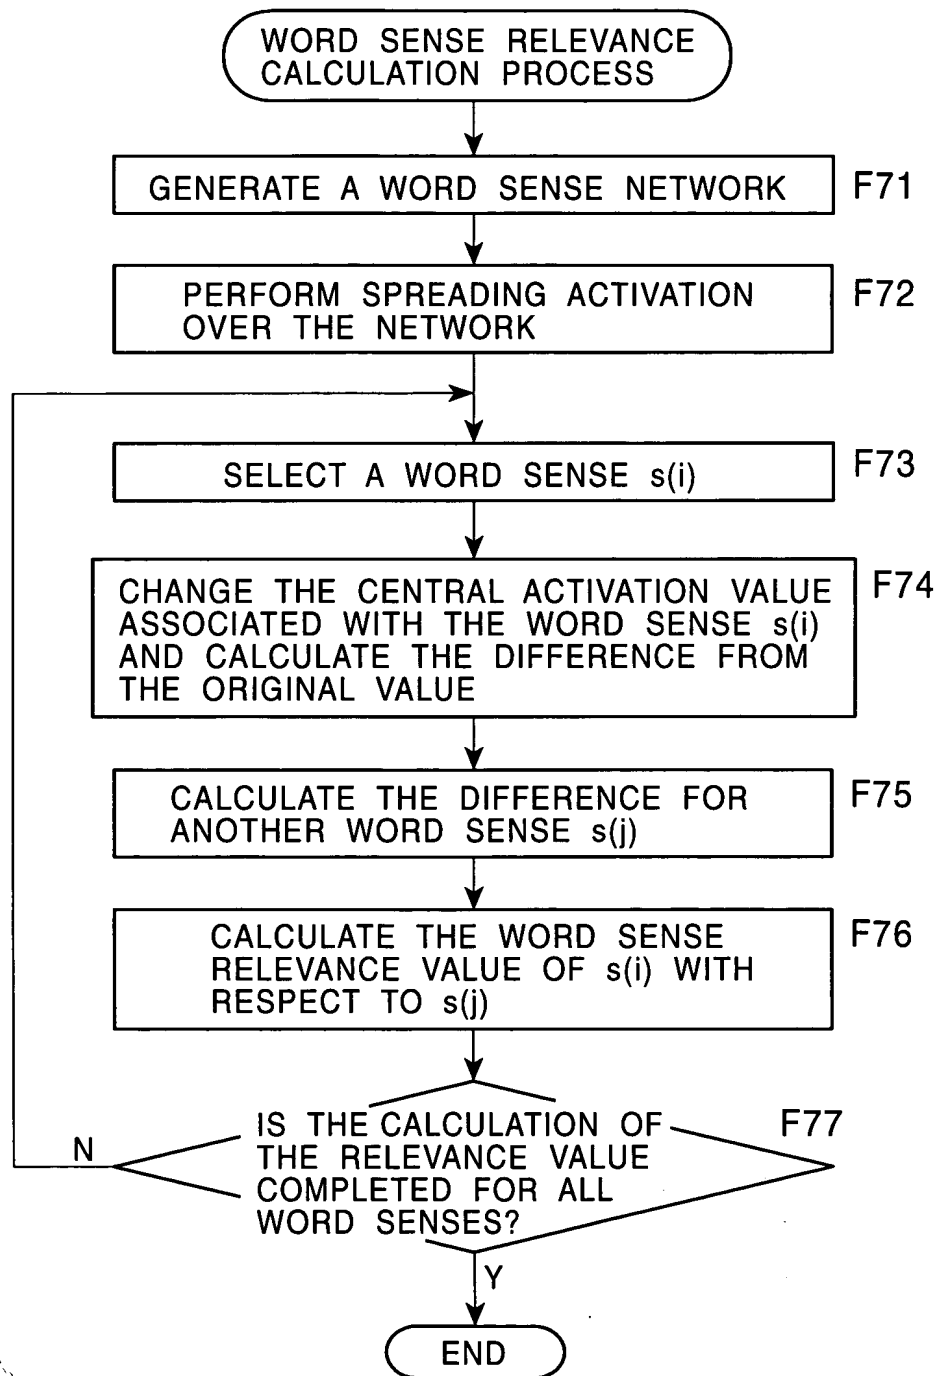 WORD SENSE RELEVANCE
CALCULATION PROCESS
GENERATE A WORD SENSE NETWORK
F71
PERFORM SPREADING ACTIVATION
OVER THE NETWORK
F72
SELECT A WORD SENSE s(i)
F73
CHANGE THE CENTRAL ACTIVATION VALUE
ASSOCIATED WITH THE WORD SENSE s(i)
AND CALCULATE THE DIFFERENCE FROM
THE ORIGINAL VALUE
F74
CALCULATE THE DIFFERENCE FOR
ANOTHER WORD SENSE s(j)
F75
CALCULATE THE WORD SENSE
RELEVANCE VALUE OF s(i) WITH
RESPECT TO s(j)
F76
IS THE CALCULATION OF
THE RELEVANCE VALUE
COMPLETED FOR ALL
WORD SENSES?
F77
N
Y
END